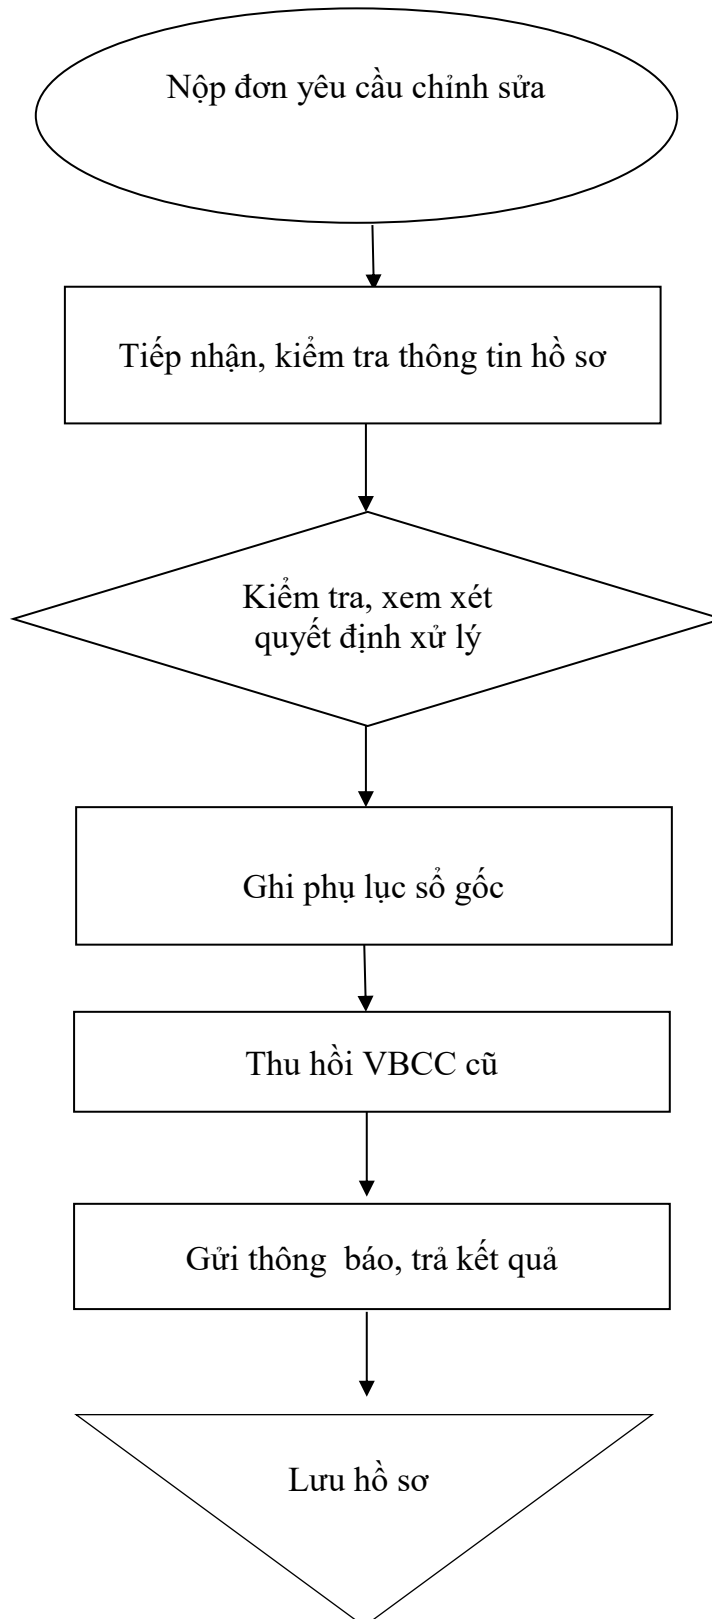 Nộp đơn yêu cầu chỉnh sửa
Tiếp nhận, kiểm tra thông tin hồ sơ
Kiểm tra, xem xét
quyết định xử lý
Ghi phụ lục sổ gốc
Thu hồi VBCC cũ
Gửi thông  báo, trả kết quả
Lưu hồ sơ